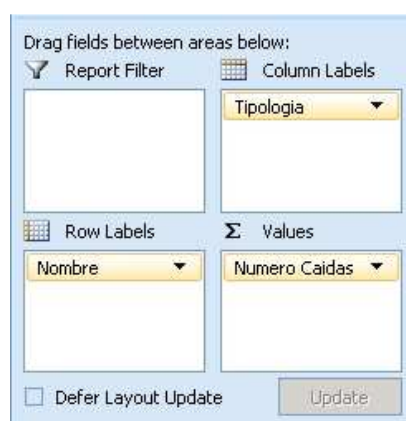 Drag fields between areas below:
Report Filter
Column Labels
Tipologia
Row Labels
Σ Values
Nombre
Numero Caidas
Defer Layout Update
Update